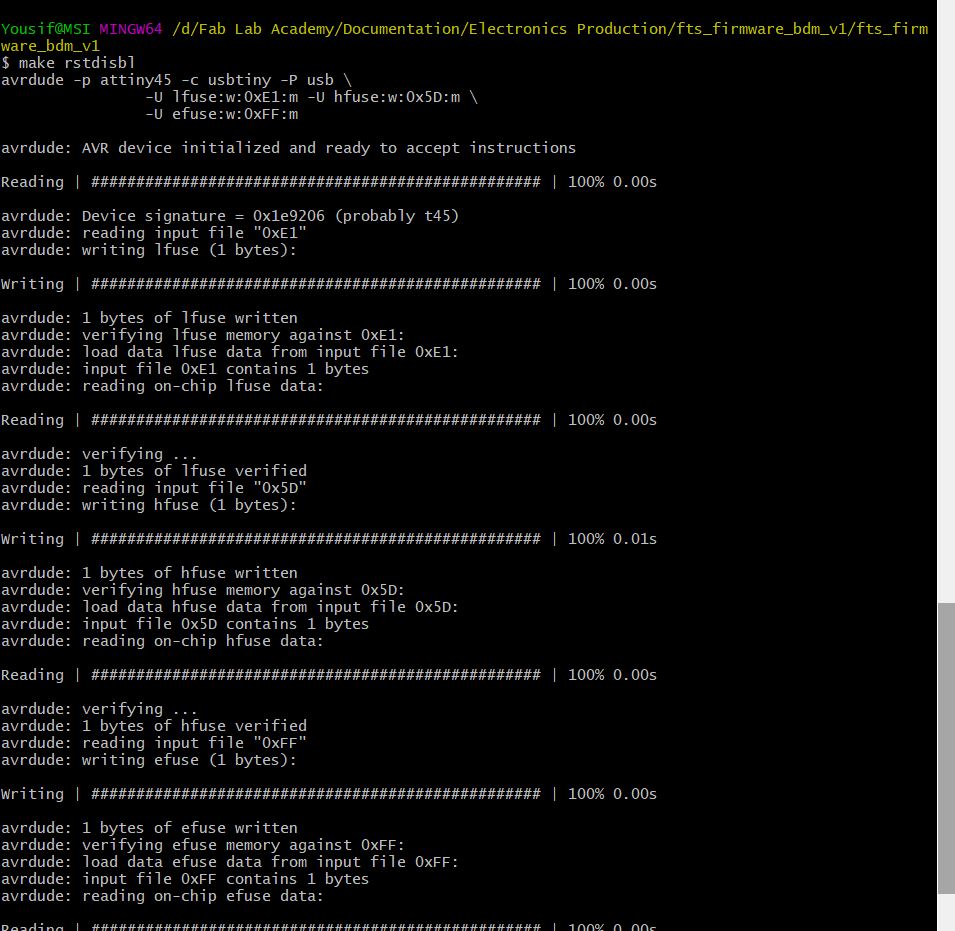 Yousif@MSI MINGW64 /d/Fab Lab Academy/Documentation/Electronics Production/fts_firmware_bdm_v1/fts_firm
ware_bdm_v1
$ make rstdisbl
avrdude -p attiny45 -c usbtiny -P usb \
                -U lfuse:w:0xE1:m -U hfuse:w:0x5D:m \
                -U efuse:w:0xFF:m
avrdude: AVR device initialized and ready to accept instructions
Reading | ################################################## | 100% 0.00s
avrdude: Device signature = 0x1e9206 (probably t45)
avrdude: reading input file "0xE1"
avrdude: writing lfuse (1 bytes):
Writing | ################################################## | 100% 0.00s
avrdude: 1 bytes of lfuse written
avrdude: verifying lfuse memory against 0xE1:
avrdude: load data lfuse data from input file 0xE1:
avrdude: input file 0xE1 contains 1 bytes
avrdude: reading on-chip lfuse data:
Reading | ################################################## | 100% 0.00s
avrdude: verifying ...
avrdude: 1 bytes of lfuse verified
avrdude: reading input file "0x5D"
avrdude: writing hfuse (1 bytes):
Writing | ################################################## | 100% 0.01s
avrdude: 1 bytes of hfuse written
avrdude: verifying hfuse memory against 0x5D:
avrdude: load data hfuse data from input file 0x5D:
avrdude: input file 0x5D contains 1 bytes
avrdude: reading on-chip hfuse data:
Reading | ################################################## | 100% 0.00s
avrdude: verifying ...
avrdude: 1 bytes of hfuse verified
avrdude: reading input file "0xFF"
avrdude: writing efuse (1 bytes):
Writing | ################################################## | 100% 0.00s
avrdude: 1 bytes of efuse written
avrdude: verifying efuse memory against 0xFF:
avrdude: load data efuse data from input file 0xFF:
avrdude: input file 0xFF contains 1 bytes
avrdude: reading on-chip efuse data:
Reading | ################################################## | 100% 0.00s